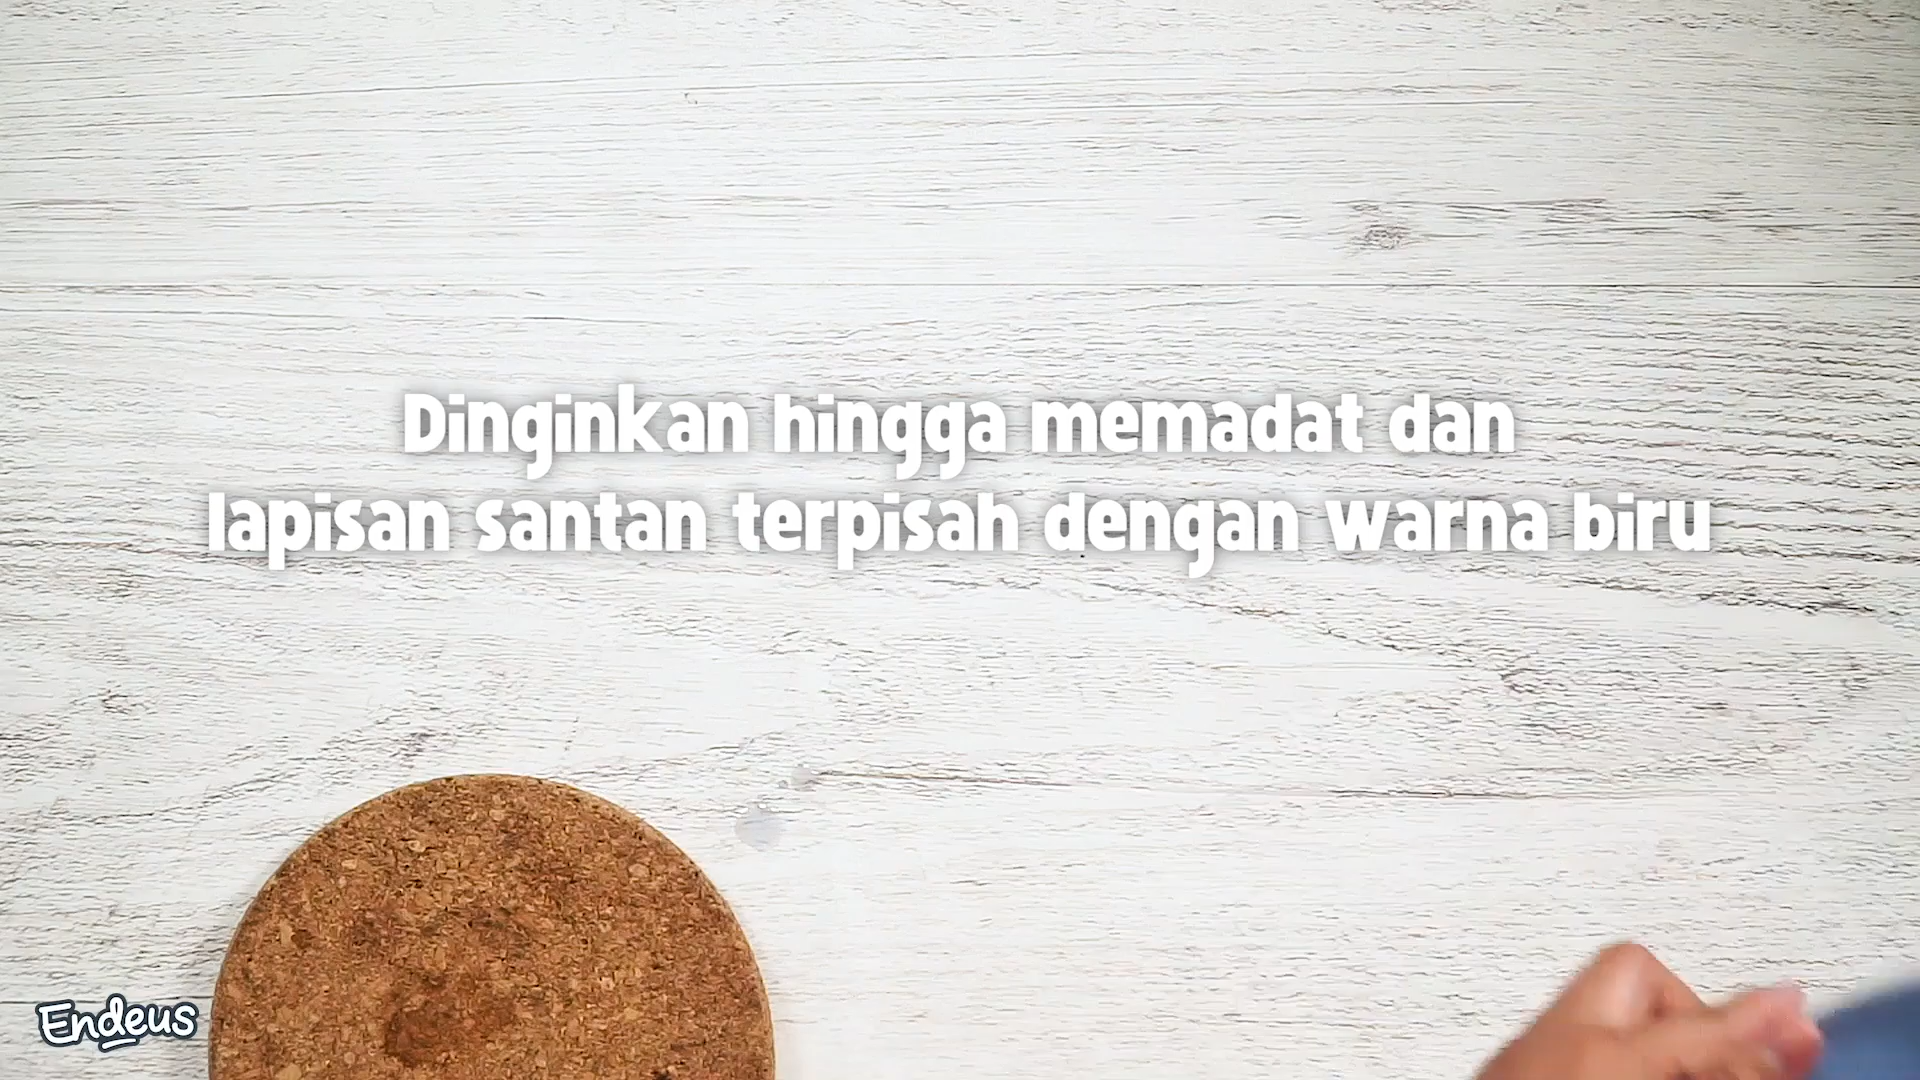 Dinginkan hingga memadat dan
lapisan santan terpisah dengan warna biru
Endeus